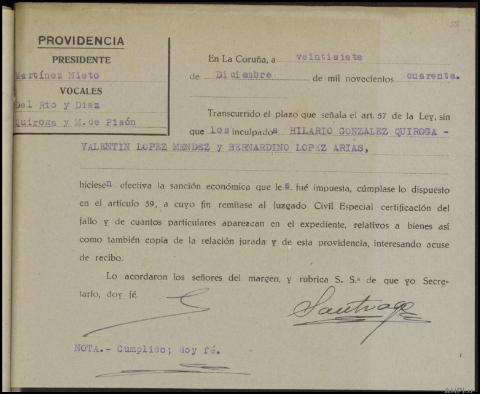 PROVIDENCIA
PRESIDENTE
Martínez Nieto
VOCALES
Del Rio y Diaz
Quiroga y M. de Pisón
En La Coruña, a veintisiete
de Diciembre de mil novecientos cuarenta.
Transcurrido el plazo que señala el art. 57 de la Ley, sin
que los inculpados HILARIO GONZALEZ QUIROGA -
VALENTIN LOPEZ MENDEZ y BERNARDINO LOPEZ ARIAS,
hiciesen efectiva la sanción económica que les. fué impuesta, cúmplase lo dispuesto
en el artículo 59, a cuyo fin remítase al Juzgado Civil Especial certificación del
fallo y de cuantos particulares aparezcan en el expediente, relativos a bienes así
como también copia de la relación jurada y de esta providencia, interesando acuse
de recibo.
Lo acordaron los señores del margen, y rubrica S. S.ª de que yo Secre-
tario, doy fé.
Santiago
NOTA.- Cumplido; doy fé.